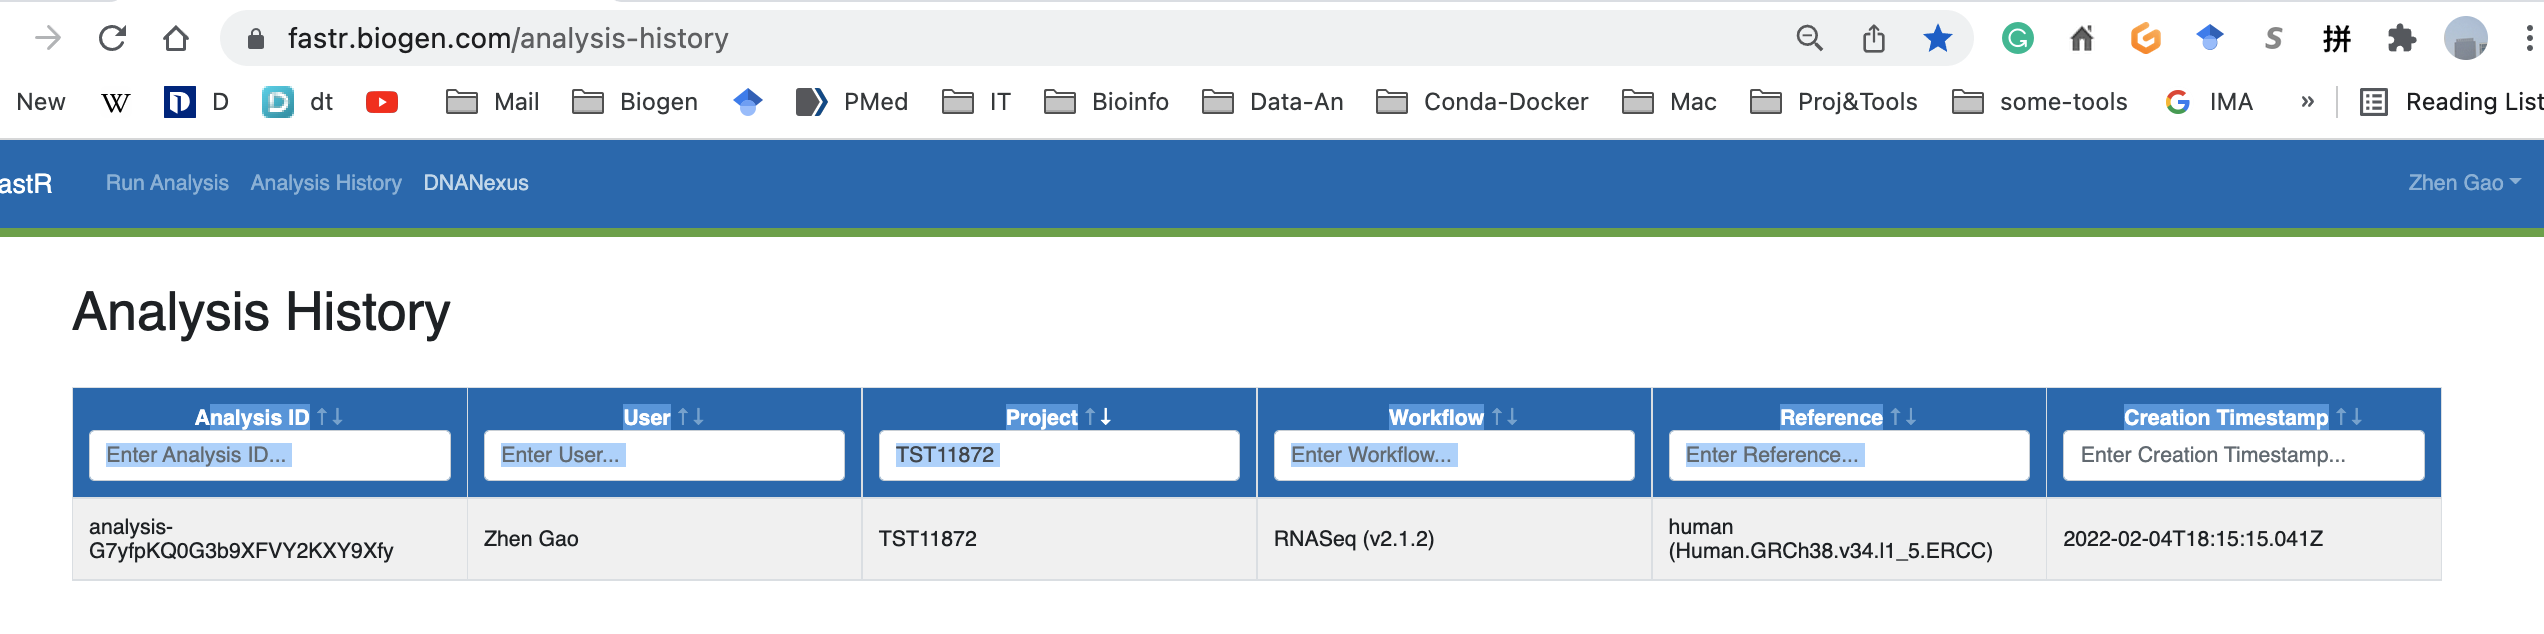 fastr.biogen.com/analysis-history
拼
New W D dt Mail Biogen PMed IT Bioinfo Data-An Conda-Docker Mac Proj&Tools some-tools IMA » Reading List
astR Run Analysis Analysis History DNANexus Zhen Gao
Analysis History
Analysis ID ↑↓ User ↑↓ Project ↑↓ Workflow ↑↓ Reference ↑↓ Creation Timestamp ↑↓
Enter Analysis ID... Enter User... TST11872 Enter Workflow... Enter Reference... Enter Creation Timestamp...
analysis-
G7yfpKQ0G3b9XFVY2KXY9Xfy Zhen Gao TST11872 RNASeq (v2.1.2) human
(Human.GRCh38.v34.l1_5.ERCC) 2022-02-04T18:15:15.041Z